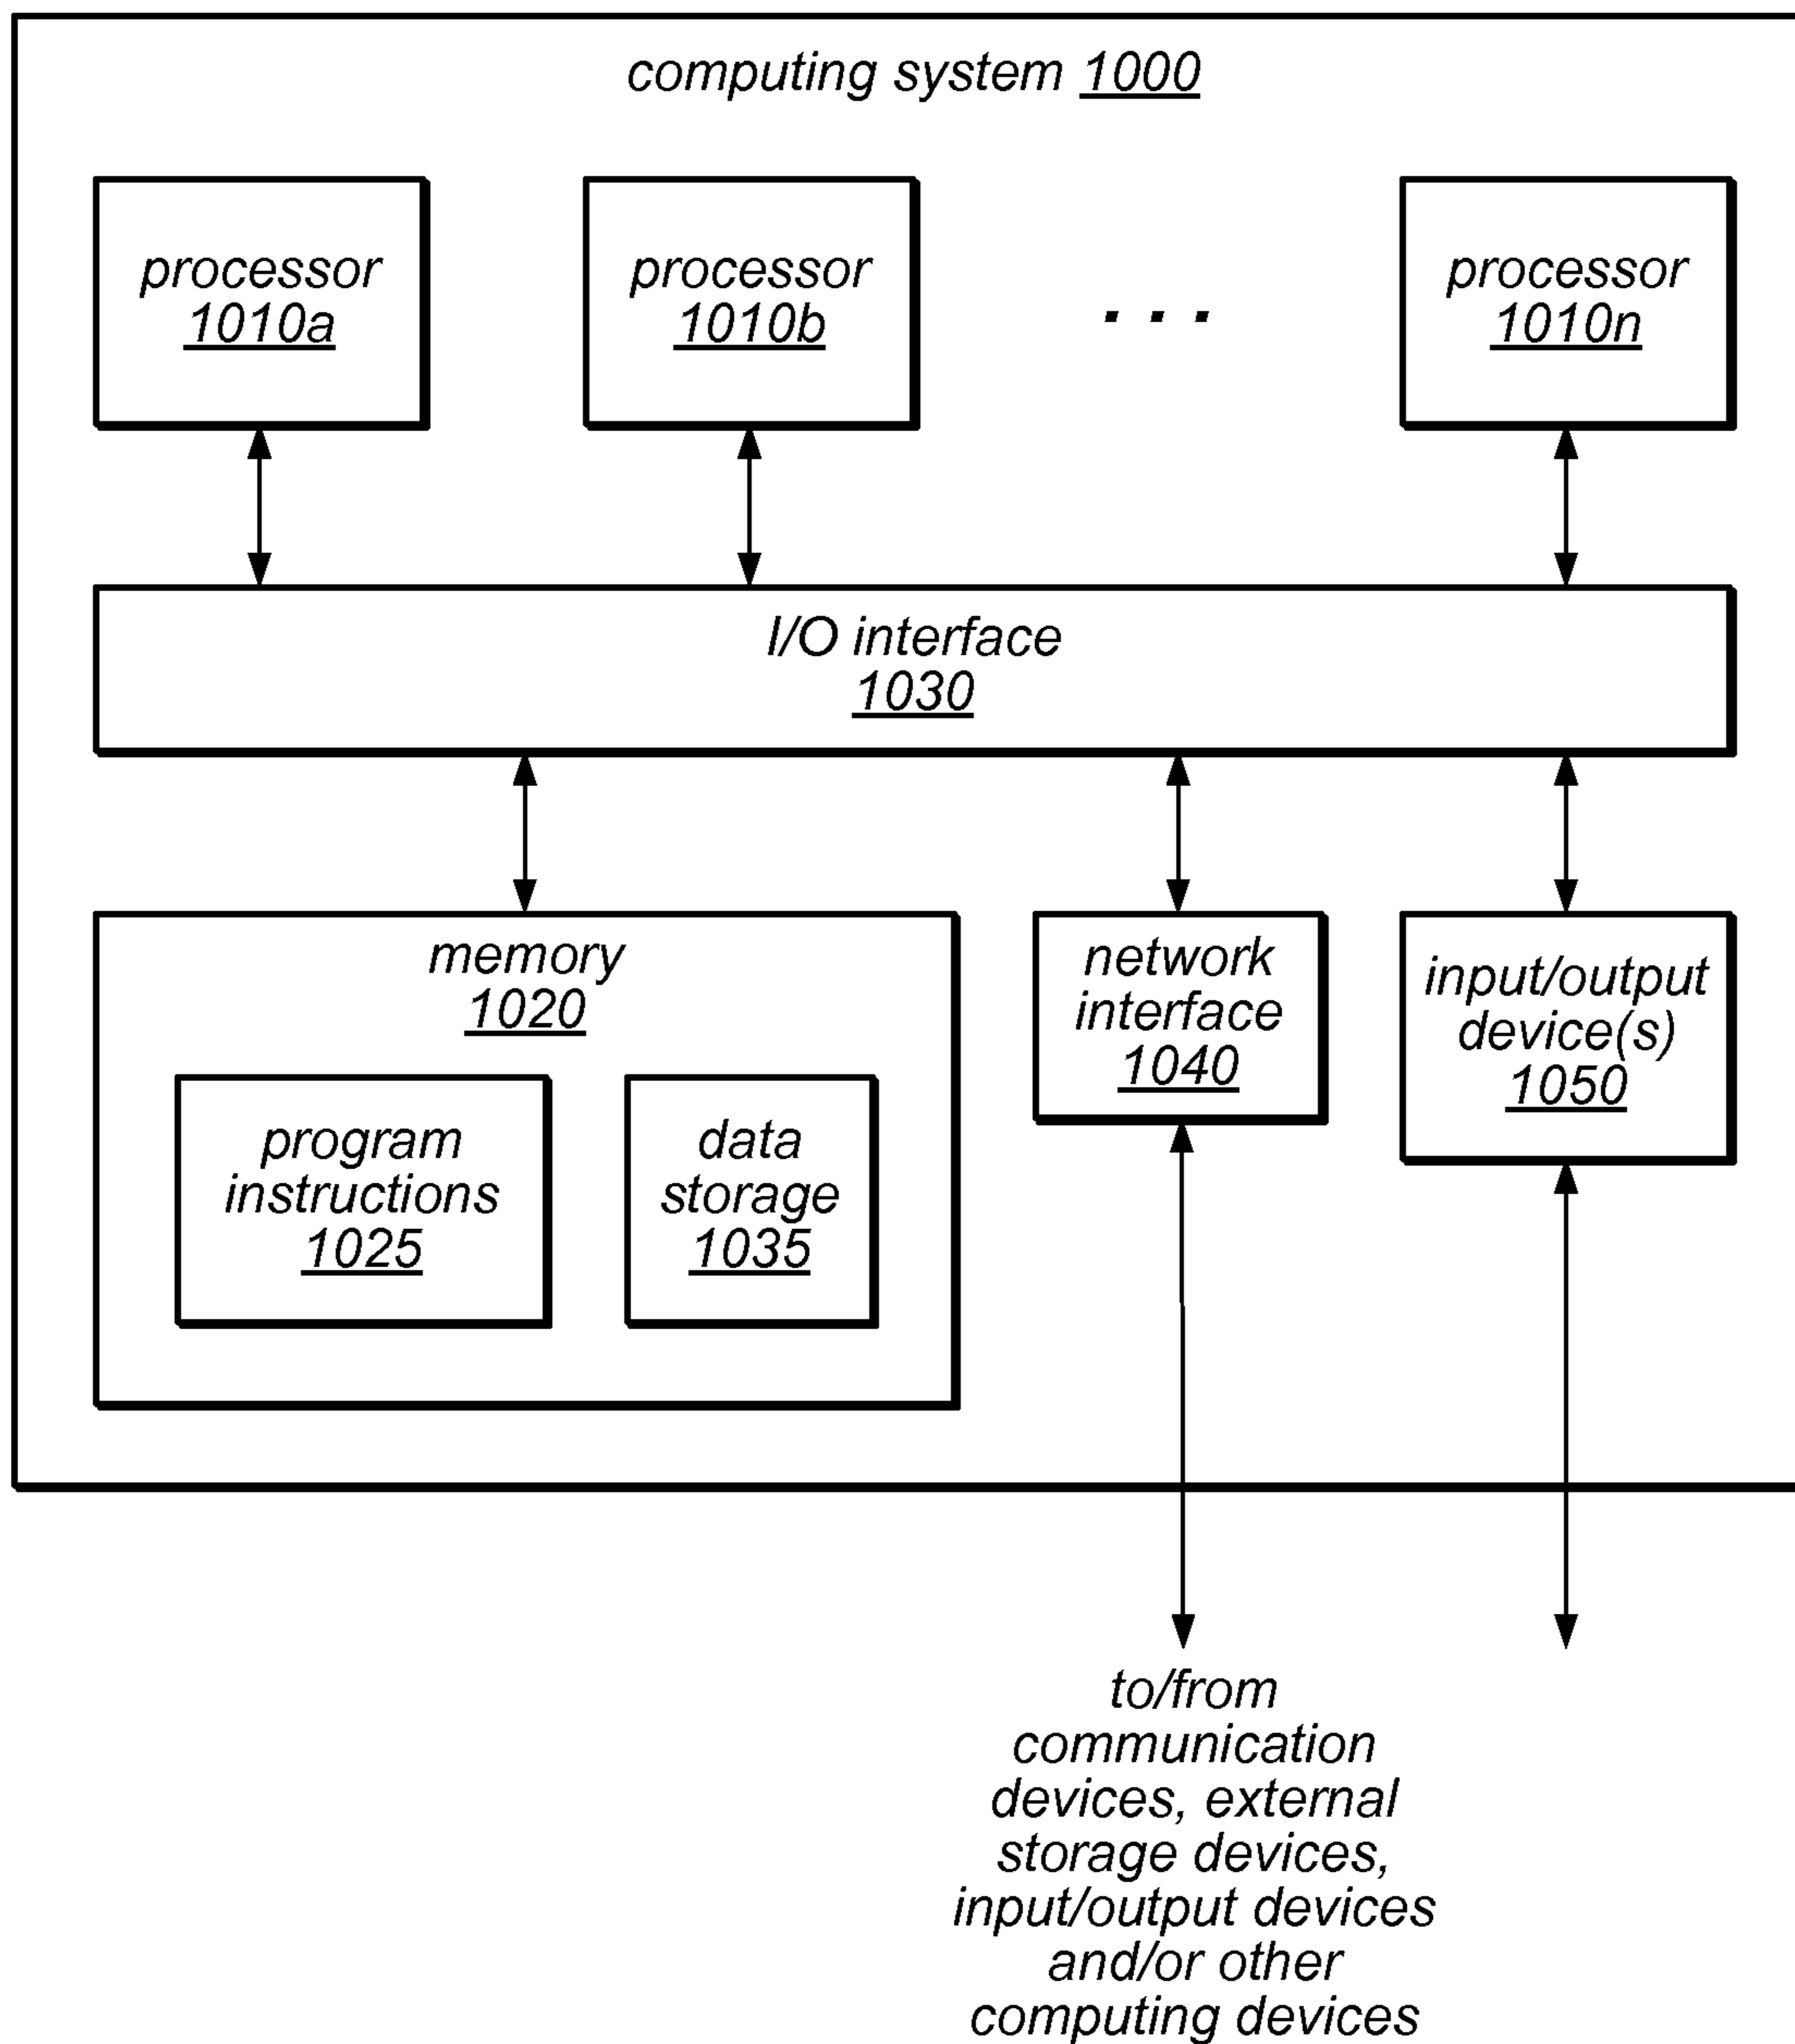 computing system 1000
processor
1010a
processor
1010b
. . .
processor
1010n
I/O interface
1030
memory
1020
program
instructions
1025
data
storage
1035
network
interface
1040
input/output
device(s)
1050
to/from
communication
devices, external
storage devices,
input/output devices
and/or other
computing devices